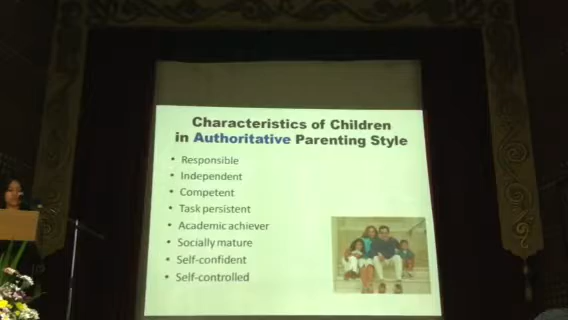 Characteristics of Children
in Authoritative Parenting Style
• Responsible
• Independent
• Competent
• Task persistent
• Academic achiever
• Socially mature
• Self-confident
• Self-controlled